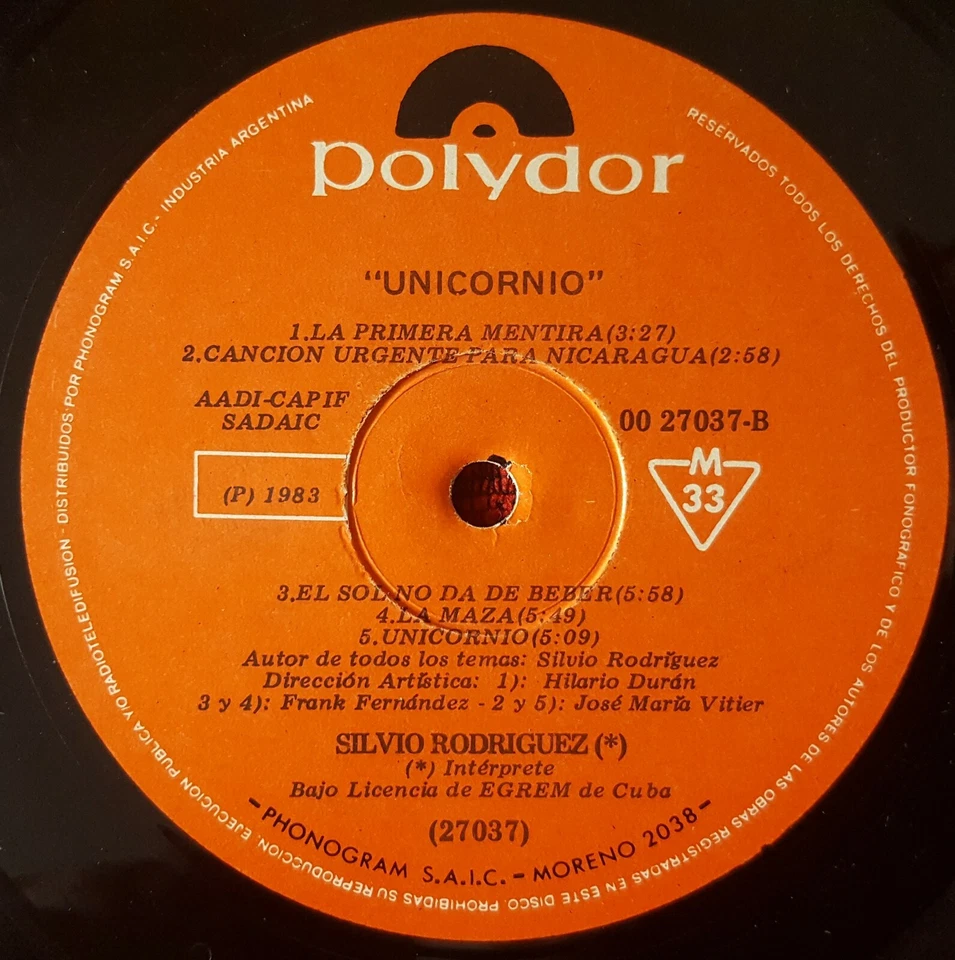 polydor
"UNICORNIO"
1.LA PRIMERA MENTIRA(3:27)
2.CANCION URGENTE PARA NICARAGUA(2:58)
AADI-CAPIF
SADAIC
00 27037-B
(P) 1983
M
33
3.EL SOL NO DA DE BEBER(5:58)
4.LA MAZA(5:49)
5.UNICORNIO(5:09)
Autor de todos los temas: Silvio Rodríguez
Dirección Artística: 1): Hilario Durán
3 y 4): Frank Fernández - 2 y 5): José María Vitier
SILVIO RODRIGUEZ (*)
(*) Intérprete
Bajo Licencia de EGREM de Cuba
(27037)
- PHONOGRAM S.A.I.C. - MORENO 2038 -
RESERVADOS TODOS LOS DERECHOS DEL PRODUCTOR FONOGRAFICO Y DE LOS AUTORES DE LAS OBRAS REGISTRADAS EN ESTE DISCO. PROHIBIDAS SU REPRODUCCION, EJECUCION PUBLICA Y/O RADIOTELEDIFUSION - DISTRIBUIDOS POR PHONOGRAM S.A.I.C.- INDUSTRIA ARGENTINA